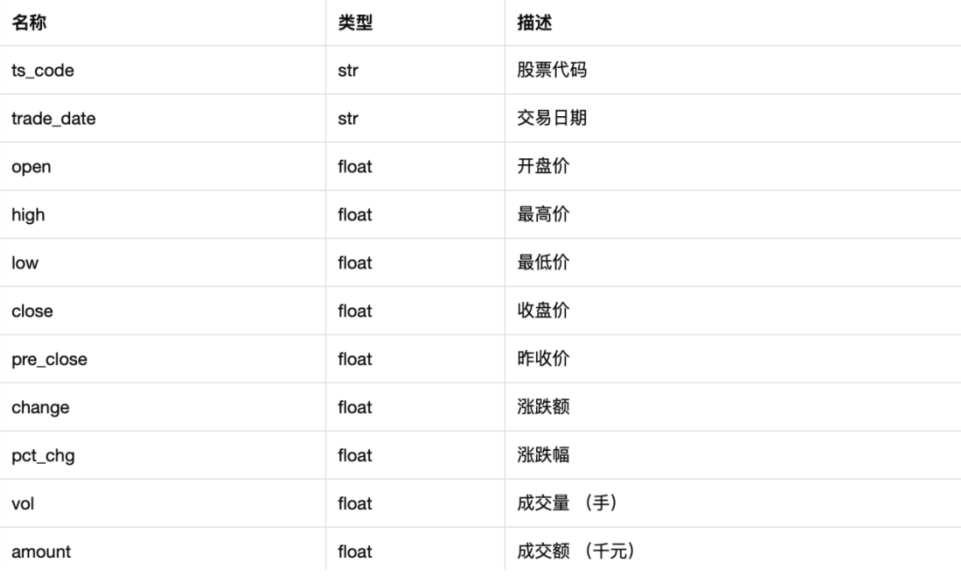 名称 类型 描述
ts_code str 股票代码
trade_date str 交易日期
open float 开盘价
high float 最高价
low float 最低价
close float 收盘价
pre_close float 昨收价
change float 涨跌额
pct_chg float 涨跌幅
vol float 成交量 （手）
amount float 成交额 （千元）